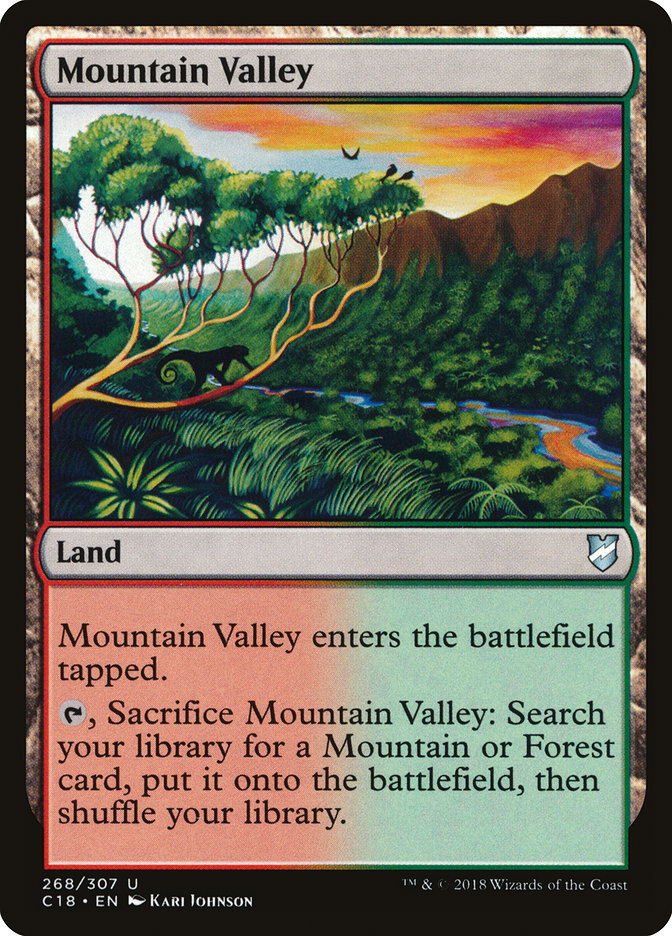 Mountain Valley
Land
Mountain Valley enters the battlefield
tapped.
, Sacrifice Mountain Valley: Search
your library for a Mountain or Forest
card, put it onto the battlefield, then
shuffle your library.
268/307 U
C18 • EN Kari Johnson
™ & © 2018 Wizards of the Coast